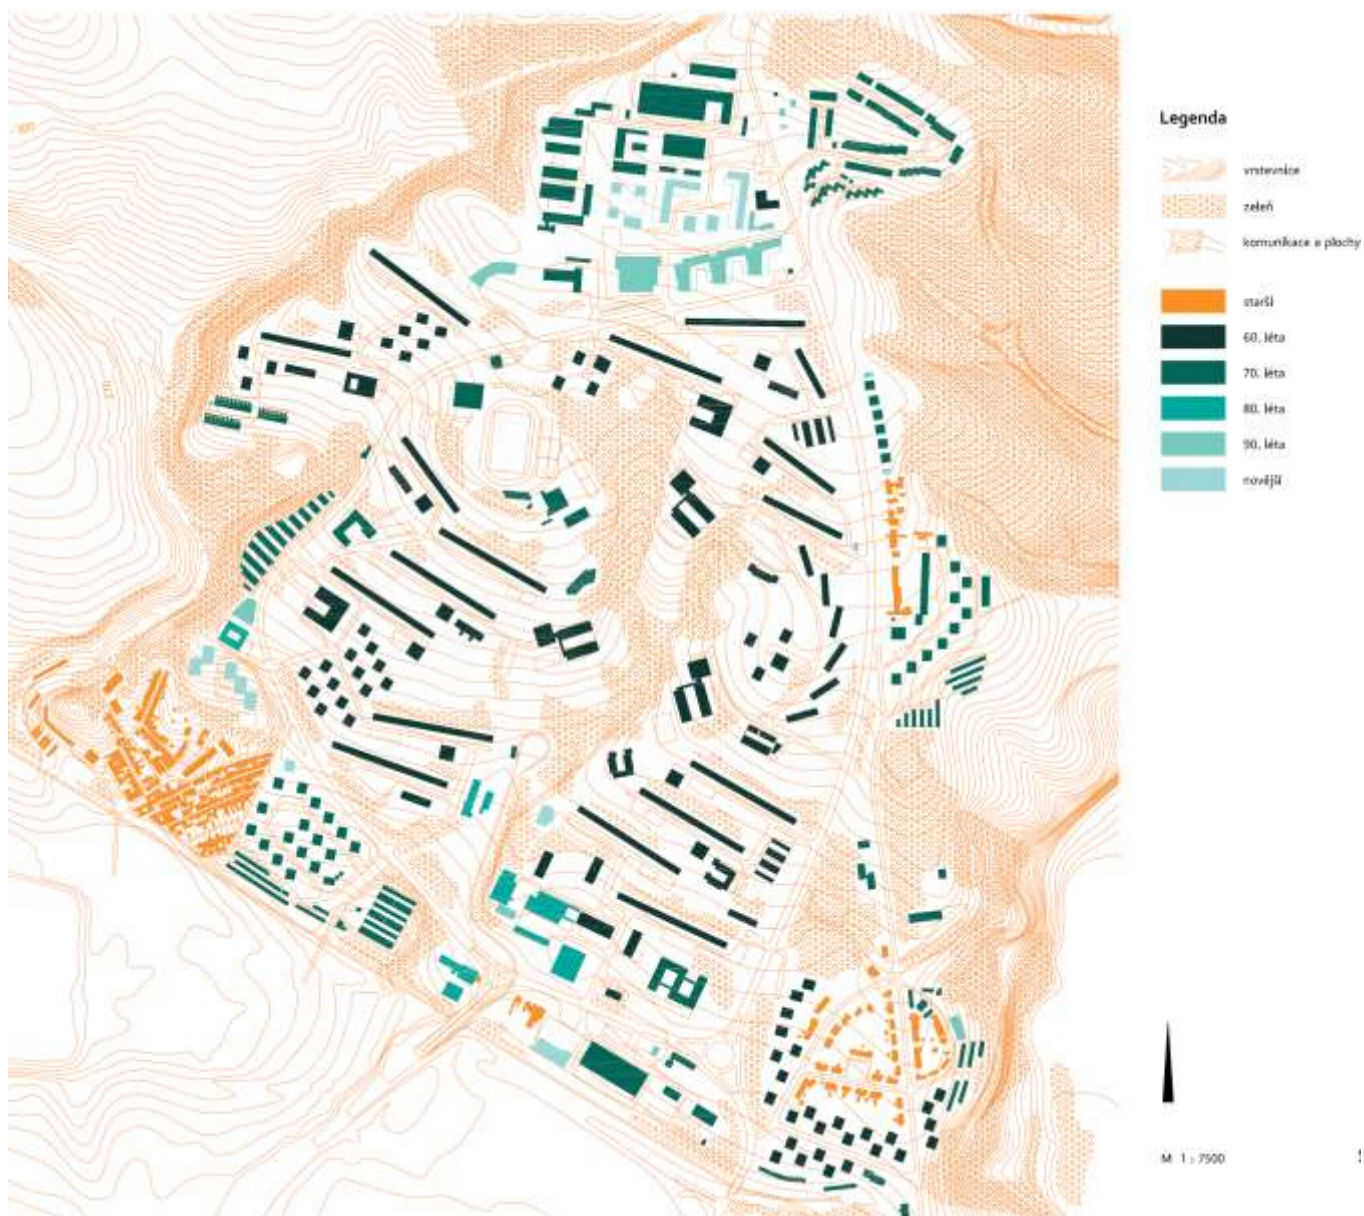 Legenda
vrstevnice
zeleň
komunikace a plochy
starší
60. léta
70. léta
80. léta
90. léta
novější
M 1 : 7500